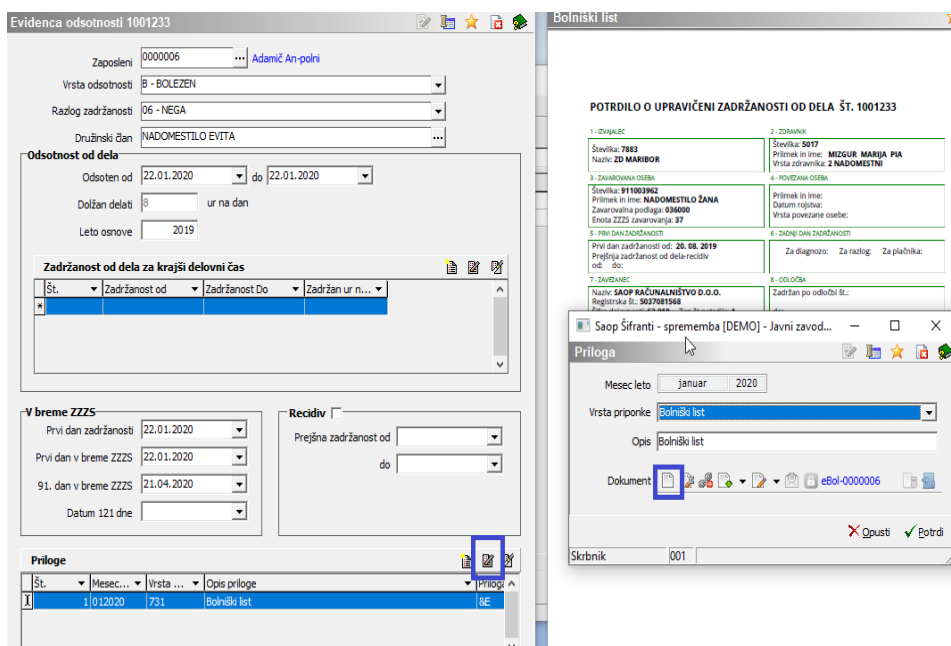 Evidenca odsotnosti 1001233
Zaposleni 0000006 ... Adamič An-polni
Vrsta odsotnosti B - BOLEZEN
Razlog zadržanosti 06 - NEGA
Družinski član NADOMESTILO EVITA ...
Odsotnost od dela
Odsoten od 22.01.2020 do 22.01.2020
Dolžan delati 8 ur na dan
Leto osnove 2019
Zadržanost od dela za krajši delovni čas
Št. Zadržanost od Zadržanost Do Zadržan ur n...
*
V breme ZZZS
Prvi dan zadržanosti 22.01.2020
Prvi dan v breme ZZZS 22.01.2020
91. dan v breme ZZZS 21.04.2020
Datum 121 dne
Recidiv
Prejšna zadržanost od
do
Priloge
Št. Mesec... Vrsta ... Opis priloge Priloga
1 012020 731 Bolniški list &E
Bolniški list
POTRDILO O UPRAVIČENI ZADRŽANOSTI OD DELA ŠT. 1001233
1 - IZVAJALEC
Številka: 7883
Naziv: ZD MARIBOR
2 - ZDRAVNIK
Številka: 5017
Priimek in ime: MIZGUR MARIJA PIA
Vrsta zdravnika: 2 NADOMESTNI
3 - ZAVAROVANA OSEBA
Številka: 911003962
Priimek in ime: NADOMESTILO ŽANA
Zavarovalna podlaga: 036000
Enota ZZZS zavarovanja: 37
4 - POVEZANA OSEBA
Priimek in ime:
Datum rojstva:
Vrsta povezane osebe:
5 - PRVI DAN ZADRŽANOSTI
Prvi dan zadržanosti od: 20. 08. 2019
Prejšnja zadržanost od dela-recidiv
od: do:
6 - ZADNJI DAN ZADRŽANOSTI
Za diagnozo: Za razlog: Za plačnika:
7 - ZAVEZANEC
Naziv: SAOP RAČUNALNIŠTVO D.O.O.
Registrska št.: 5037081568
8 - ODLOČBA
Zadržan po odločbi št.:
Saop Šifranti - sprememba [DEMO] - Javni zavod...
Priloga
Mesec leto januar 2020
Vrsta priponke Bolniški list
Opis Bolniški list
Dokument eBol-0000006
Opusti Potrdi
Skrbnik 001